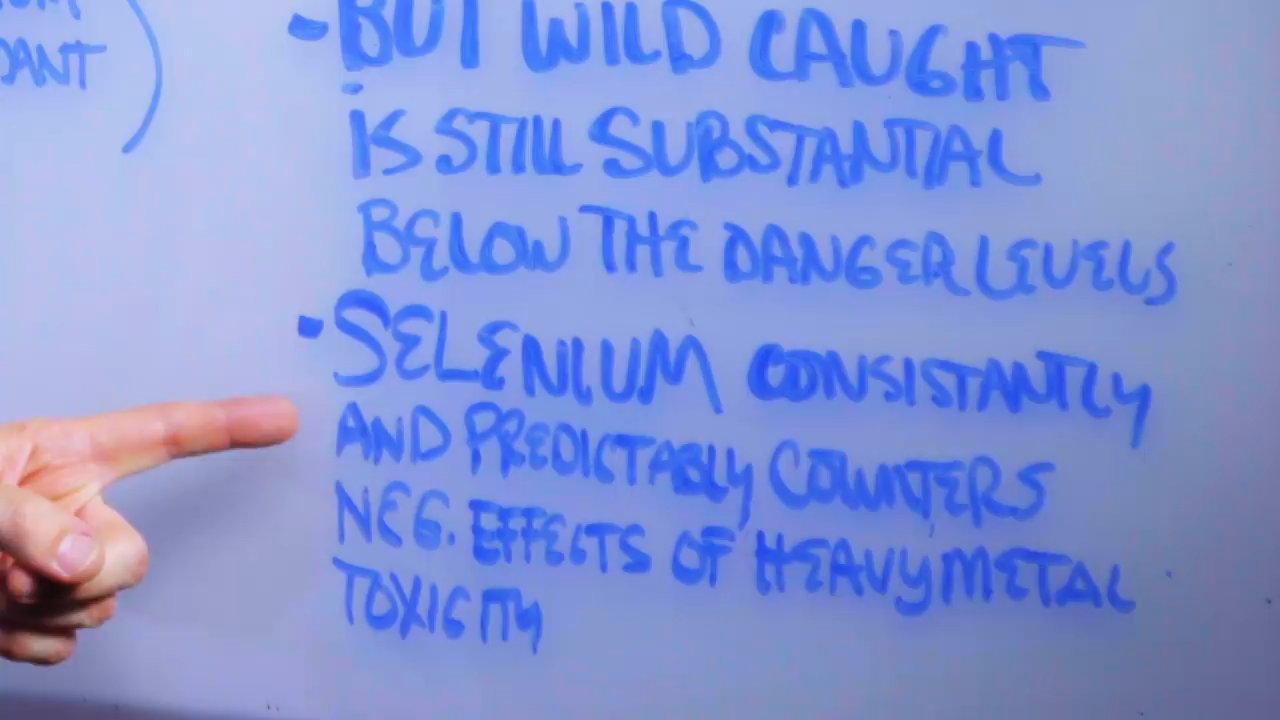 DANT
- BUT WILD CAUGHT
IS STILL SUBSTANTIAL
BELOW THE DANGER LEVELS
• SELENIUM CONSISTANTLY
AND PREDICTABLY COUNTERS
NEG. EFFECTS OF HEAVY METAL
TOXICITY